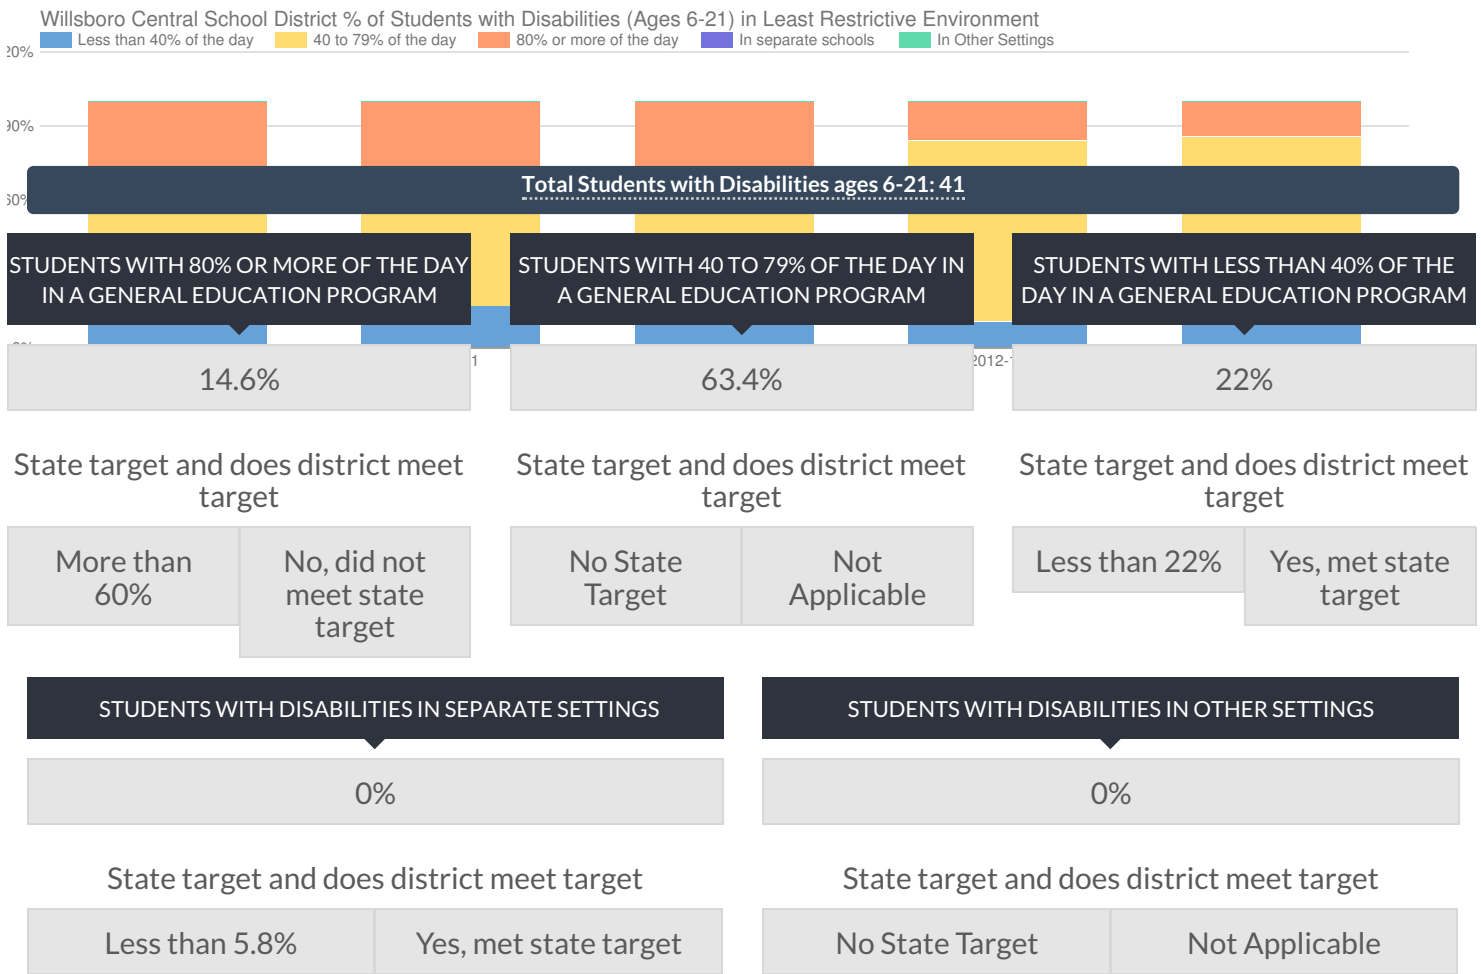 Willsboro Central School District % of Students with Disabilities (Ages 6-21) in Least Restrictive Environment
Less than 40% of the day 40 to 79% of the day 80% or more of the day In separate schools In Other Settings
20%
90%
Total Students with Disabilities ages 6-21: 41
60%
STUDENTS WITH 80% OR MORE OF THE DAY
IN A GENERAL EDUCATION PROGRAM
STUDENTS WITH 40 TO 79% OF THE DAY IN
A GENERAL EDUCATION PROGRAM
STUDENTS WITH LESS THAN 40% OF THE
DAY IN A GENERAL EDUCATION PROGRAM
1
2012-1
14.6%
63.4%
22%
State target and does district meet
target
State target and does district meet
target
State target and does district meet
target
More than
60%
No, did not
meet state
target
No State
Target
Not
Applicable
Less than 22%
Yes, met state
target
STUDENTS WITH DISABILITIES IN SEPARATE SETTINGS
STUDENTS WITH DISABILITIES IN OTHER SETTINGS
0%
0%
State target and does district meet target
State target and does district meet target
Less than 5.8%
Yes, met state target
No State Target
Not Applicable